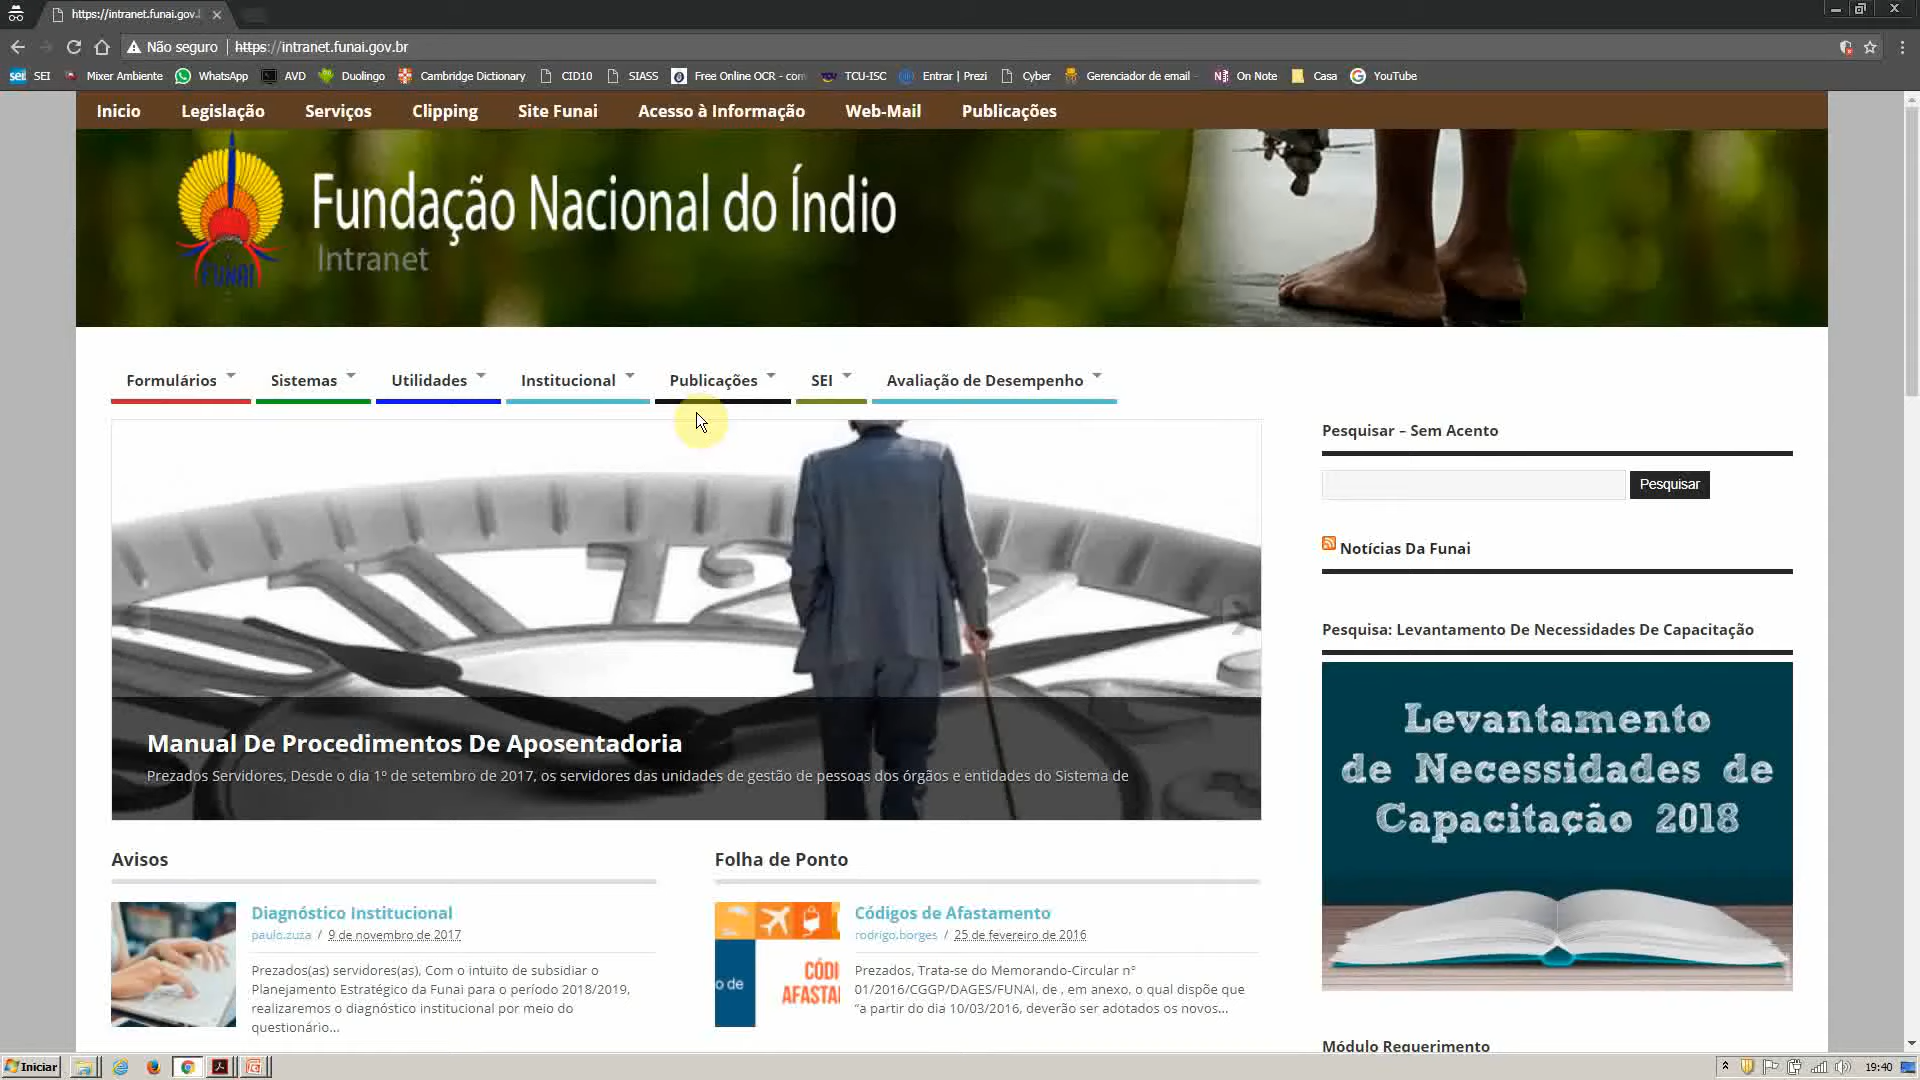 https://intranet.funai.gov.b
Não seguro https://intranet.funai.gov.br
sei. SEI Mixer Ambiente WhatsApp AVD Duolingo Cambridge Dictionary CID10 SIASS Free Online OCR - con TCU-ISC Entrar | Prezi Cyber Gerenciador de email On Note Casa YouTube
Inicio Legislação Serviços Clipping Site Funai Acesso à Informação Web-Mail Publicações
Fundação Nacional do Índio
Intranet
FUNAI
Formulários Sistemas Utilidades Institucional Publicações SEI Avaliação de Desempenho
Manual De Procedimentos De Aposentadoria
Prezados Servidores, Desde o dia 1º de setembro de 2017, os servidores das unidades de gestão de pessoas dos órgãos e entidades do Sistema de
Avisos
Diagnóstico Institucional
paulo.zuza / 9 de novembro de 2017
Prezados(as) servidores(as), Com o intuito de subsidiar o
Planejamento Estratégico da Funai para o período 2018/2019,
realizaremos o diagnóstico institucional por meio do
questionário...
Folha de Ponto
o de
CÓDI
AFASTA
Códigos de Afastamento
rodrigo.borges / 25 de fevereiro de 2016
Prezados, Trata-se do Memorando-Circular nº
01/2016/CGGP/DAGES/FUNAI, de , em anexo, o qual dispõe que
“a partir do dia 10/03/2016, deverão ser adotados os novos...
Pesquisar – Sem Acento
Pesquisar
Notícias Da Funai
Pesquisa: Levantamento De Necessidades De Capacitação
Levantamento
de Necessidades de
Capacitação 2018
Módulo Requerimento
Iniciar
19:40